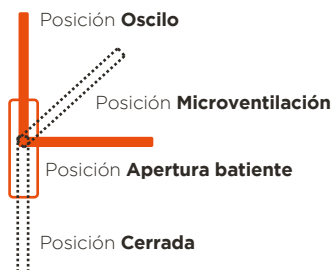 Posición Oscilo
Posición Microventilación
Posición Apertura batiente
Posición Cerrada